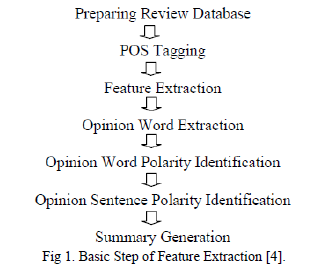 Preparing Review Database
POS Tagging
Feature Extraction
Opinion Word Extraction
Opinion Word Polarity Identification
Opinion Sentence Polarity Identification
Summary Generation
Fig 1. Basic Step of Feature Extraction [4].